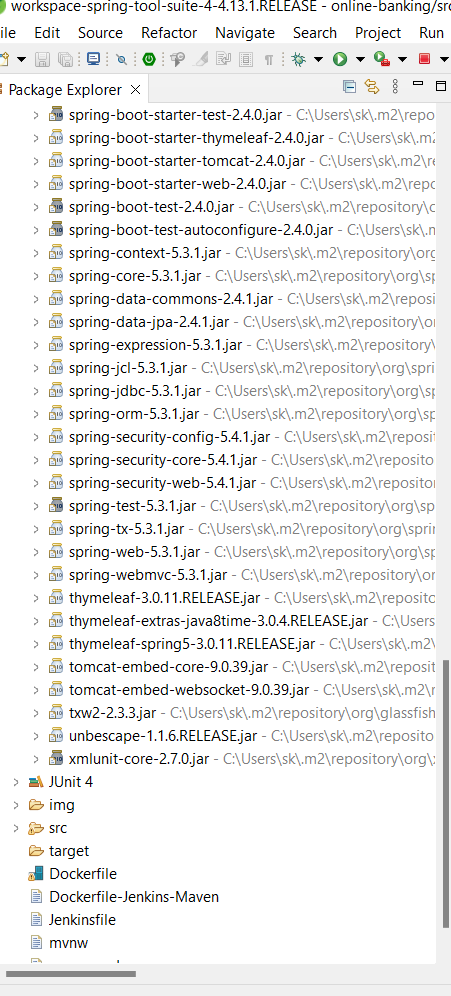 workspace-spring-tool-suite-4-4.13.1.RELEASE - online-banking/src
Edit Source Refactor Navigate Search Project Run
Package Explorer
spring-boot-starter-test-2.4.0.jar - C:\Users\sk\.m2\repo
spring-boot-starter-thymeleaf-2.4.0.jar - C:\Users\sk\.m2
spring-boot-starter-tomcat-2.4.0.jar - C:\Users\sk\.m2\re
spring-boot-starter-web-2.4.0.jar - C:\Users\sk\.m2\repo
spring-boot-test-2.4.0.jar - C:\Users\sk\.m2\repository\o
spring-boot-test-autoconfigure-2.4.0.jar - C:\Users\sk\.m
spring-context-5.3.1.jar - C:\Users\sk\.m2\repository\org
spring-core-5.3.1.jar - C:\Users\sk\.m2\repository\org\sp
spring-data-commons-2.4.1.jar - C:\Users\sk\.m2\repos
spring-data-jpa-2.4.1.jar - C:\Users\sk\.m2\repository\or
spring-expression-5.3.1.jar - C:\Users\sk\.m2\repository\
spring-jcl-5.3.1.jar - C:\Users\sk\.m2\repository\org\spri
spring-jdbc-5.3.1.jar - C:\Users\sk\.m2\repository\org\sp
spring-orm-5.3.1.jar - C:\Users\sk\.m2\repository\org\sp
spring-security-config-5.4.1.jar - C:\Users\sk\.m2\reposit
spring-security-core-5.4.1.jar - C:\Users\sk\.m2\reposito
spring-security-web-5.4.1.jar - C:\Users\sk\.m2\reposito
spring-test-5.3.1.jar - C:\Users\sk\.m2\repository\org\sp
spring-tx-5.3.1.jar - C:\Users\sk\.m2\repository\org\sprin
spring-web-5.3.1.jar - C:\Users\sk\.m2\repository\org\sp
spring-webmvc-5.3.1.jar - C:\Users\sk\.m2\repository\or
thymeleaf-3.0.11.RELEASE.jar - C:\Users\sk\.m2\reposito
thymeleaf-extras-java8time-3.0.4.RELEASE.jar - C:\Users
thymeleaf-spring5-3.0.11.RELEASE.jar - C:\Users\sk\.m2\
tomcat-embed-core-9.0.39.jar - C:\Users\sk\.m2\reposit
tomcat-embed-websocket-9.0.39.jar - C:\Users\sk\.m2\r
txw2-2.3.3.jar - C:\Users\sk\.m2\repository\org\glassfish
unbescape-1.1.6.RELEASE.jar - C:\Users\sk\.m2\reposito
xmlunit-core-2.7.0.jar - C:\Users\sk\.m2\repository\org\x
JUnit 4
img
src
target
Dockerfile
Dockerfile-Jenkins-Maven
Jenkinsfile
mvnw